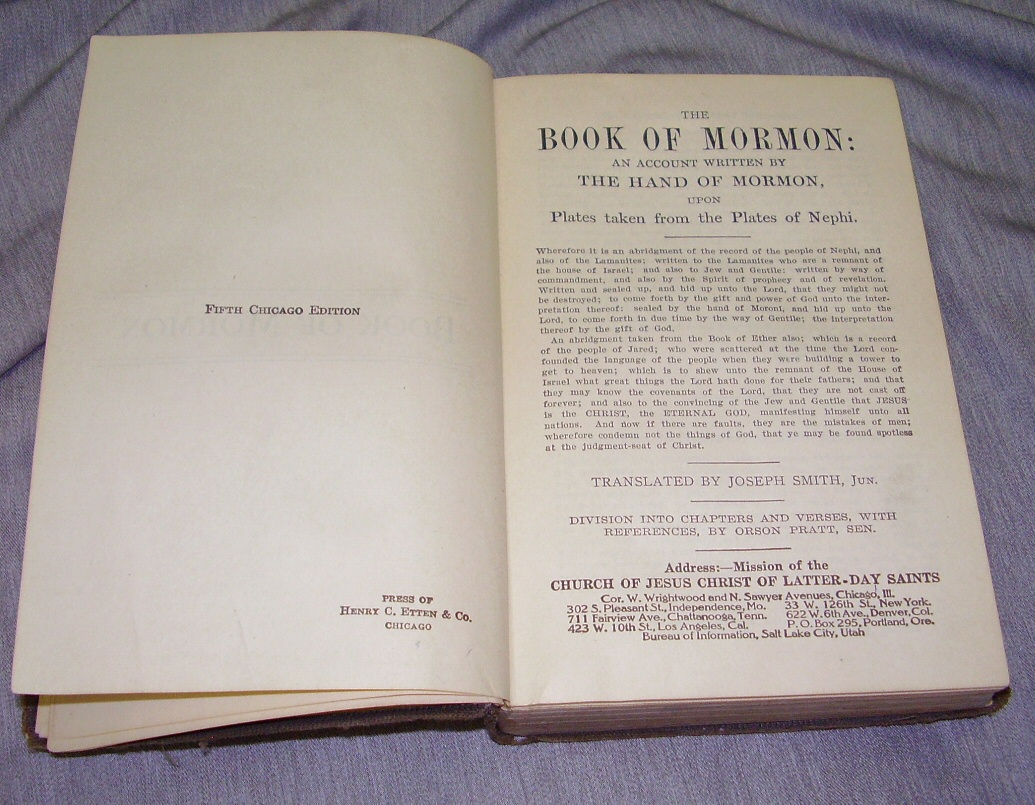 FIFTH CHICAGO EDITION
PRESS OF
HENRY C. ETTEN & CO.
CHICAGO
THE
BOOK OF MORMON:
AN ACCOUNT WRITTEN BY
THE HAND OF MORMON,
UPON
Plates taken from the Plates of Nephi.
Wherefore it is an abridgment of the record of the people of Nephi, and
also of the Lamanites; written to the Lamanites who are a remnant of
the house of Israel; and also to Jew and Gentile; written by way of
commandment, and also by the Spirit of prophecy and of revelation.
Written and sealed up, and hid up unto the Lord, that they might not
be destroyed; to come forth by the gift and power of God unto the inter-
pretation thereof; sealed by the hand of Moroni, and hid up unto the
Lord, to come forth in due time by the way of Gentile; the interpretation
thereof by the gift of God.
An abridgment taken from the Book of Ether also; which is a record
of the people of Jared; who were scattered at the time the Lord con-
founded the language of the people when they were building a tower to
get to heaven; which is to shew unto the remnant of the House of
Israel what great things the Lord hath done for their fathers; and that
they may know the covenants of the Lord, that they are not cast off
forever; and also to the convincing of the Jew and Gentile that JESUS
is the CHRIST, the ETERNAL GOD, manifesting himself unto all
nations. And now if there are faults, they are the mistakes of men;
wherefore condemn not the things of God, that ye may be found spotless
at the judgment-seat of Christ.
TRANSLATED BY JOSEPH SMITH, JUN.
DIVISION INTO CHAPTERS AND VERSES, WITH
REFERENCES, BY ORSON PRATT, SEN.
Address:—Mission of the
CHURCH OF JESUS CHRIST OF LATTER-DAY SAINTS
Cor. W. Wrightwood and N. Sawyer Avenues, Chicago, Ill.
302 S. Pleasant St., Independence, Mo. 33 W. 126th St., New York.
711 Fairview Ave., Chattanooga, Tenn. 622 W. 6th Ave., Denver, Col.
423 W. 10th St., Los Angeles, Cal. P. O. Box 295, Portland, Ore.
Bureau of Information, Salt Lake City, Utah